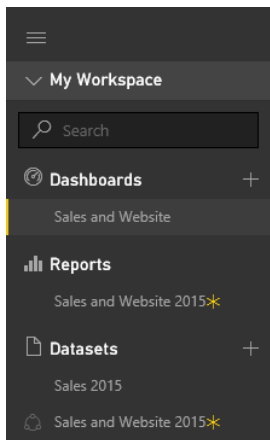 My Workspace
Search
Dashboards
Sales and Website
Reports
Sales and Website 2015
Datasets
Sales 2015
Sales and Website 2015